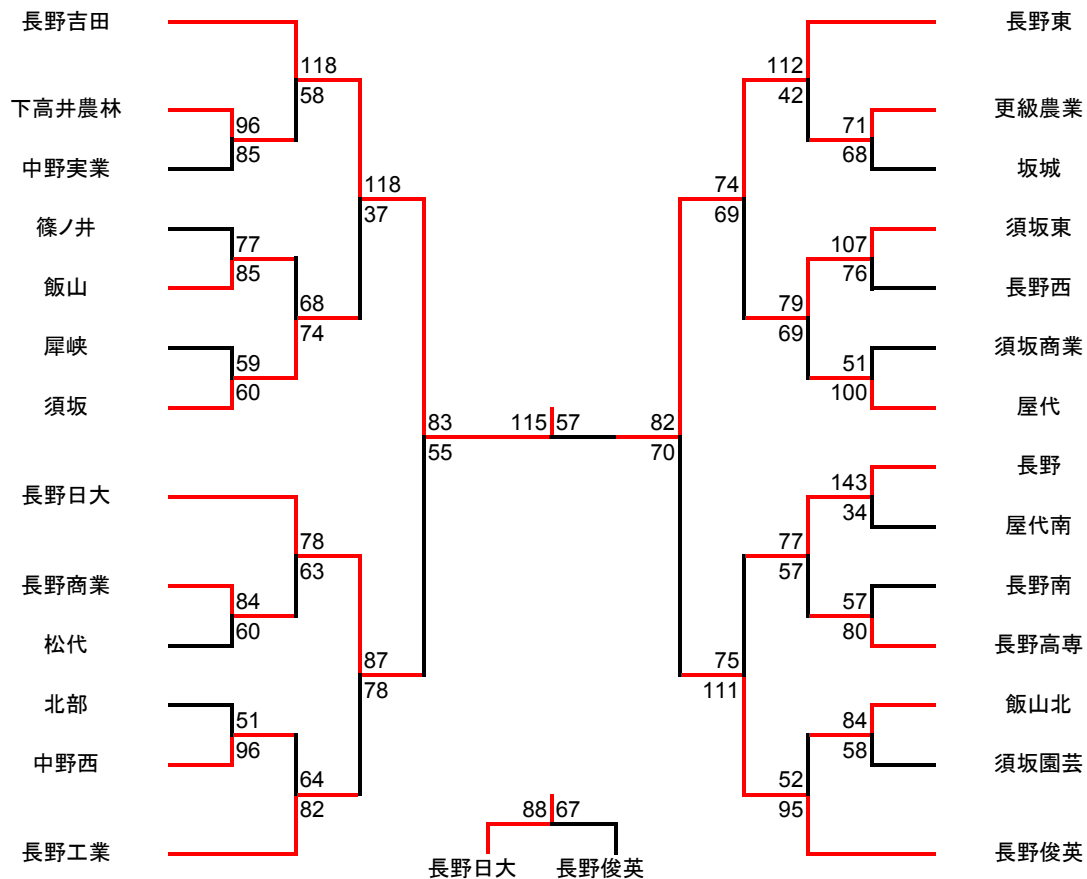 長野吉田
長野東
118
112
58
42
下高井農林
更級農業
96
71
85
68
中野実業
坂城
118
74
37
69
篠ノ井
須坂東
77
107
85
76
飯山
長野西
68
79
74
69
犀峡
須坂商業
59
51
60
100
須坂
屋代
83
115 57
82
55
70
長野
長野日大
143
34
屋代南
78
77
63
57
長野商業
長野南
84
57
60
80
松代
長野高専
87
75
78
111
北部
飯山北
51
84
96
58
中野西
須坂園芸
64
52
82
95
88 67
長野工業
長野俊英
長野日大
長野俊英